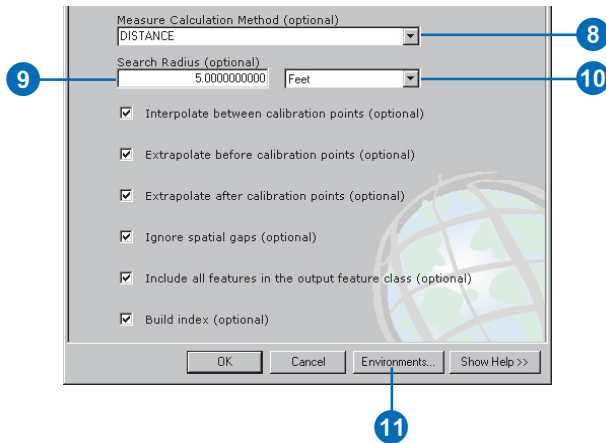 Measure Calculation Method (optional)
DISTANCE
8
Search Radius (optional)
9
5.0000000000
Feet
10
Interpolate between calibration points (optional)
Extrapolate before calibration points (optional)
Extrapolate after calibration points (optional)
Ignore spatial gaps (optional)
Include all features in the output feature class (optional)
Build index (optional)
OK
Cancel
Environments...
Show Help >>
11